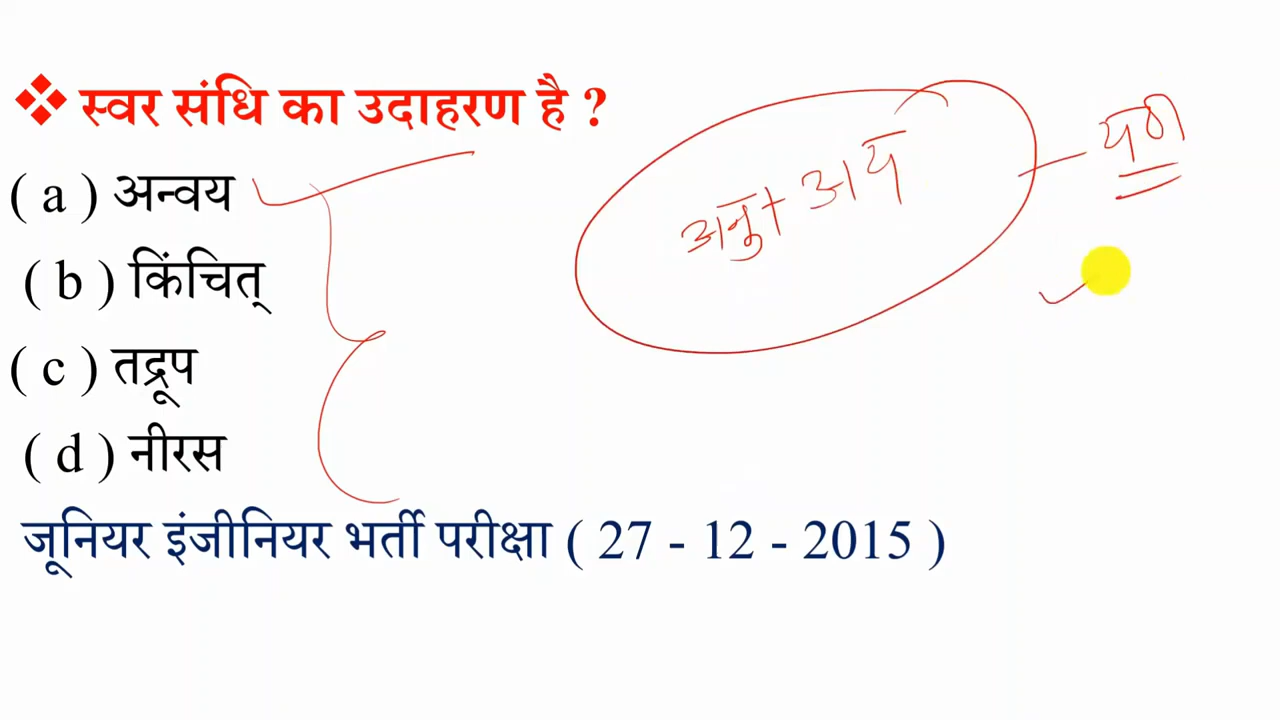 ❖ स्वर संधि का उदाहरण है ?
( a ) अन्वय
( b ) किंचित्
( c ) तद्रूप
( d ) नीरस
जूनियर इंजीनियर भर्ती परीक्षा ( 27 - 12 - 2015 )
अनु + अय
यण